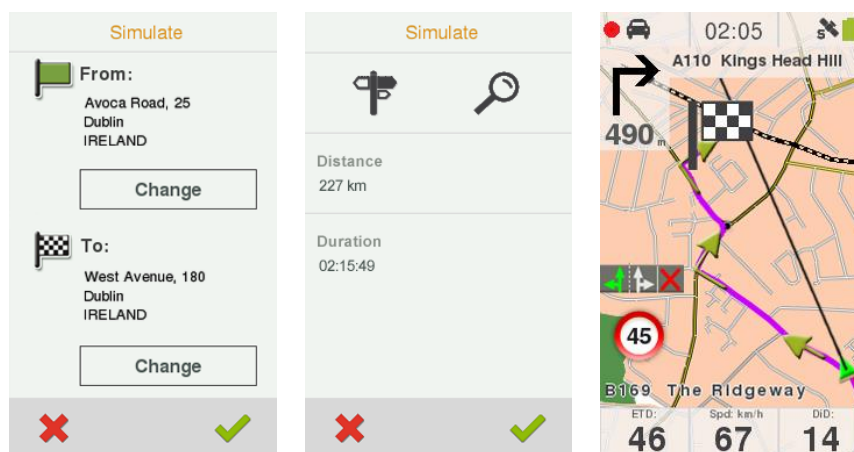 Simulate
From:
Avoca Road, 25
Dublin
IRELAND
Change
To:
West Avenue, 180
Dublin
IRELAND
Change
Simulate
Distance
227 km
Duration
02:15:49
02:05
S
A110 Kings Head Hill
490 m
45
B169 The Ridgeway
ETD:
46
Spd: km/h
67
DiD:
14